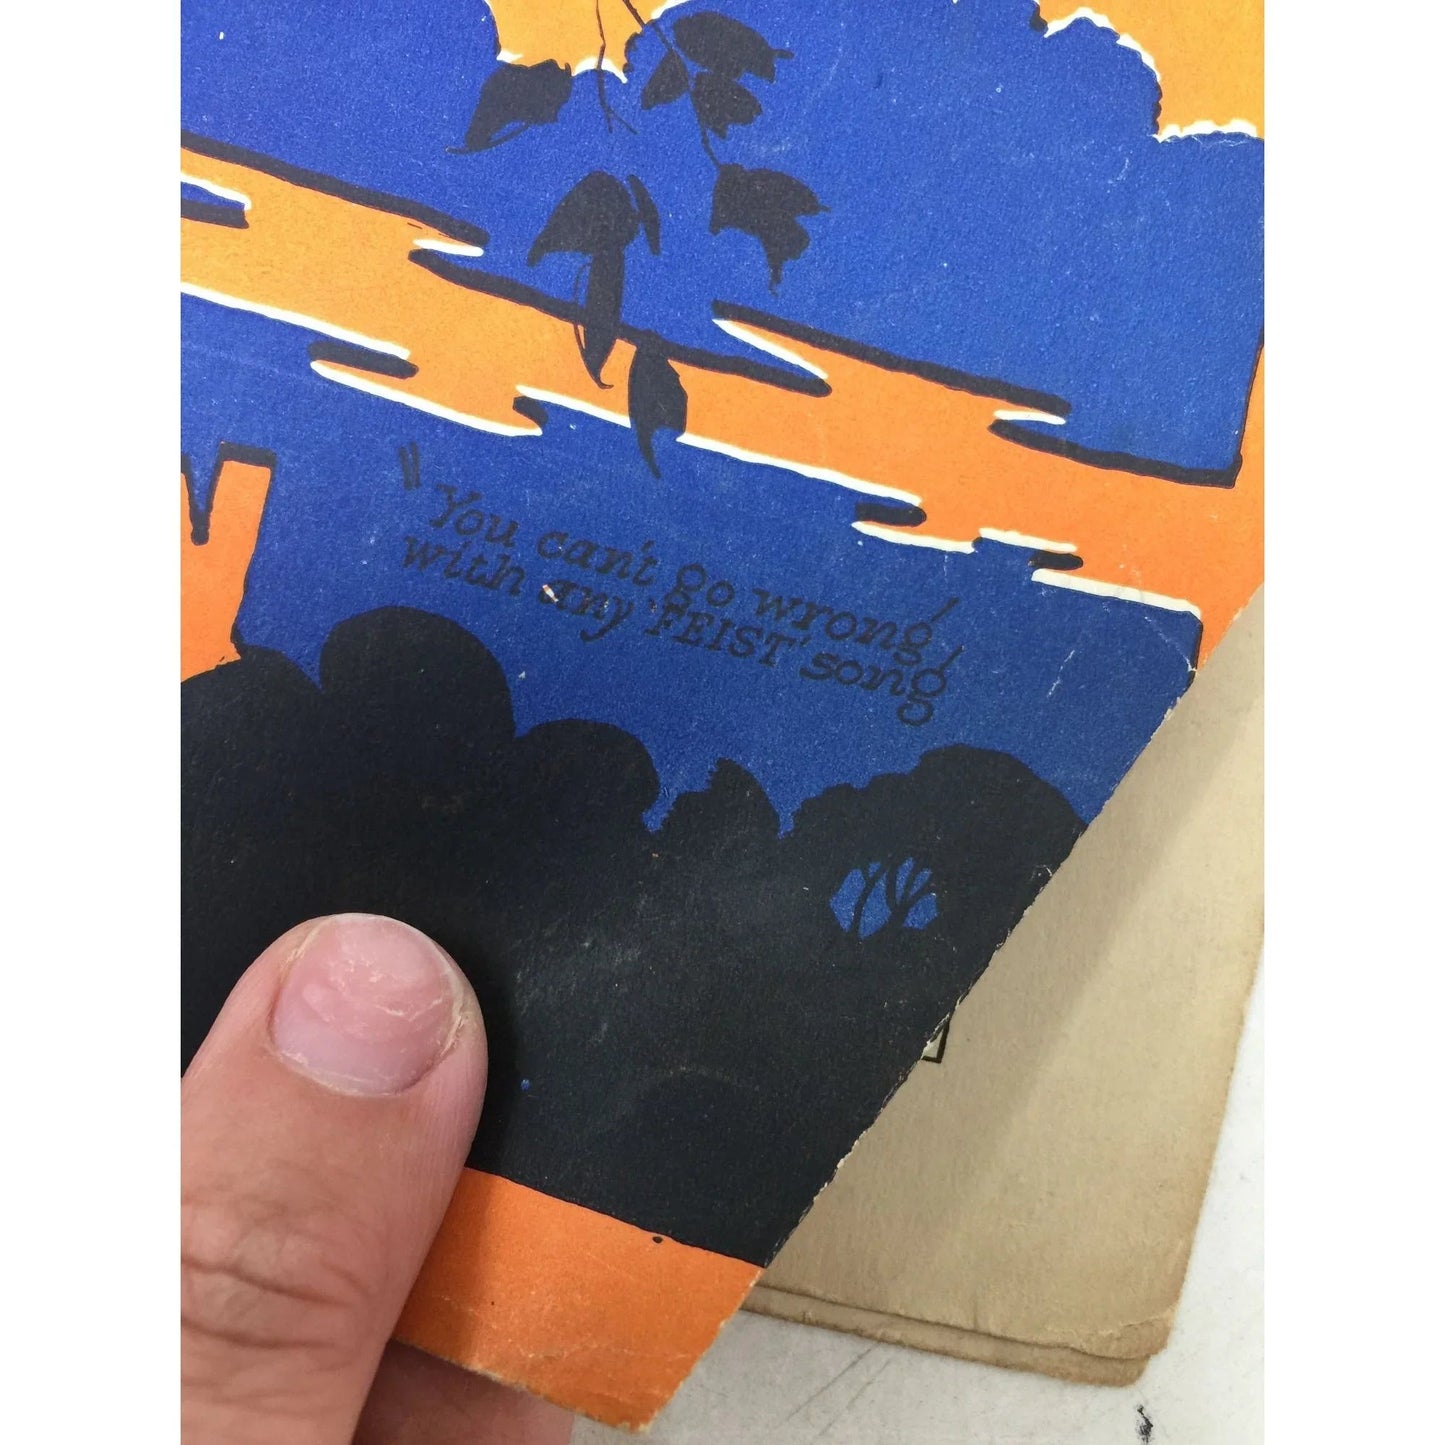 "You can't go wrong,
with any 'FEIST' song"